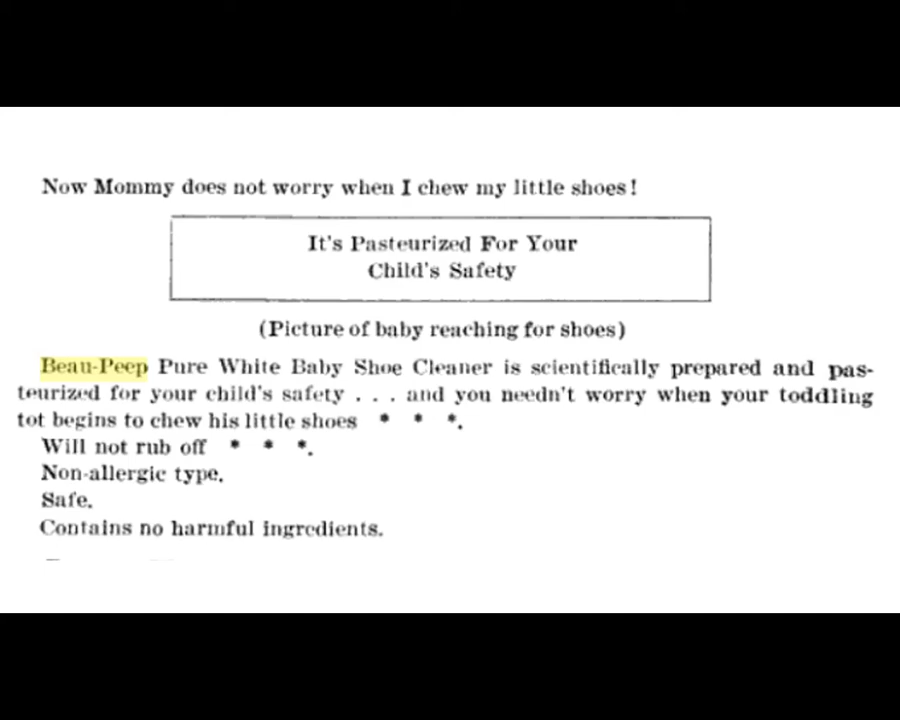 Now Mommy does not worry when I chew my little shoes!
It's Pasteurized For Your
Child's Safety
(Picture of baby reaching for shoes)
Beau-Peep Pure White Baby Shoe Cleaner is scientifically prepared and pas-
teurized for your child's safety . . . and you needn't worry when your toddling
tot begins to chew his little shoes * * *.
Will not rub off * * *.
Non-allergic type.
Safe.
Contains no harmful ingredients.